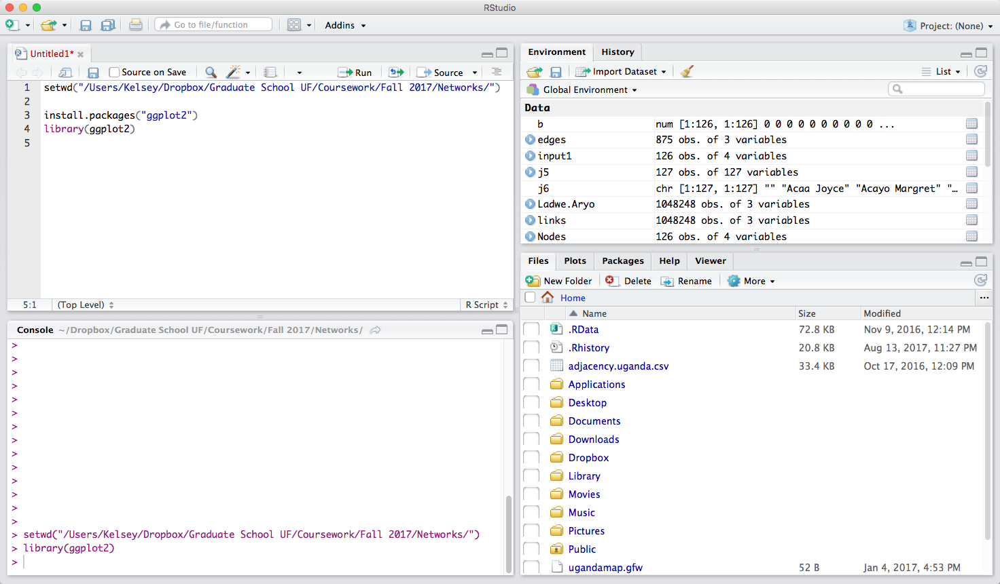 RStudio
Go to file/function
Addins
Project: (None)
Untitled1*
Source on Save
Run
Source
1 setwd("/Users/Kelsey/Dropbox/Graduate School UF/Coursework/Fall 2017/Networks/")
2
3 install.packages("ggplot2")
4 library(ggplot2)
5
5:1 (Top Level) R Script
Console ~/Dropbox/Graduate School UF/Coursework/Fall 2017/Networks/
>
>
>
>
>
>
>
>
>
>
>
>
>
>
> setwd("/Users/Kelsey/Dropbox/Graduate School UF/Coursework/Fall 2017/Networks/")
> library(ggplot2)
>
Environment History
Import Dataset List
Global Environment
Data
b num [1:126, 1:126] 0 0 0 0 0 0 0 0 0 0 ...
edges 875 obs. of 3 variables
input1 126 obs. of 4 variables
j5 127 obs. of 127 variables
j6 chr [1:127, 1:127] "" "Acaa Joyce" "Acayo Margret" "…
Ladwe.Aryo 1048248 obs. of 3 variables
links 1048248 obs. of 3 variables
Nodes 126 obs. of 4 variables
Files Plots Packages Help Viewer
New Folder Delete Rename More
Home ...
Name Size Modified
.RData 72.8 KB Nov 9, 2016, 12:14 PM
.Rhistory 20.8 KB Aug 13, 2017, 11:27 PM
adjacency.uganda.csv 33.4 KB Oct 17, 2016, 12:09 PM
Applications
Desktop
Documents
Downloads
Dropbox
Library
Movies
Music
Pictures
Public
ugandamap.gfw 52 B Jan 4, 2017, 4:53 PM